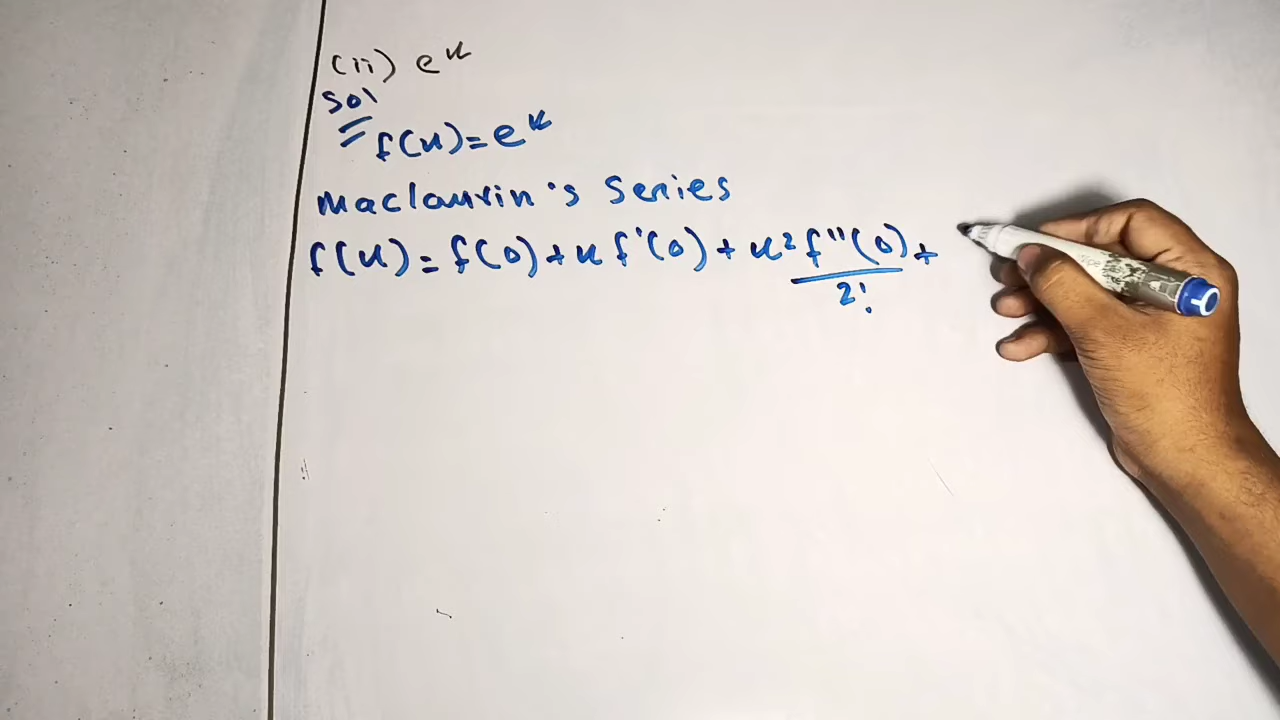 (ii) e^x
Sol
f(x) = e^x
Maclaurin's Series
f(x) = f(0) + x f'(0) + x² f''(0)/2! +